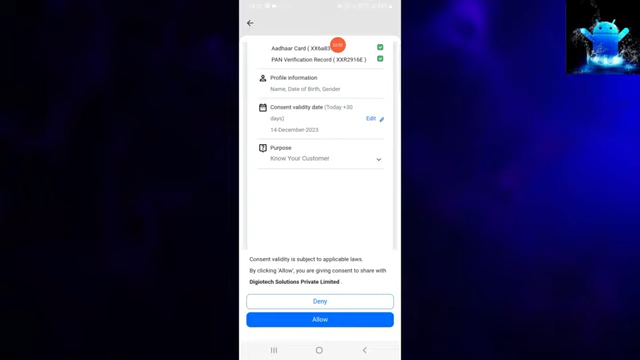 Aadhaar Card ( XX6a83
PAN Verification Record ( XXR2916E )
Profile information
Name, Date of Birth, Gender
Consent validity date (Today +30
days)
Edit
14-December-2023
Purpose
Know Your Customer
Consent validity is subject to applicable laws.
By clicking 'Allow', you are giving consent to share with
Digiotech Solutions Private Limited
Deny
Allow